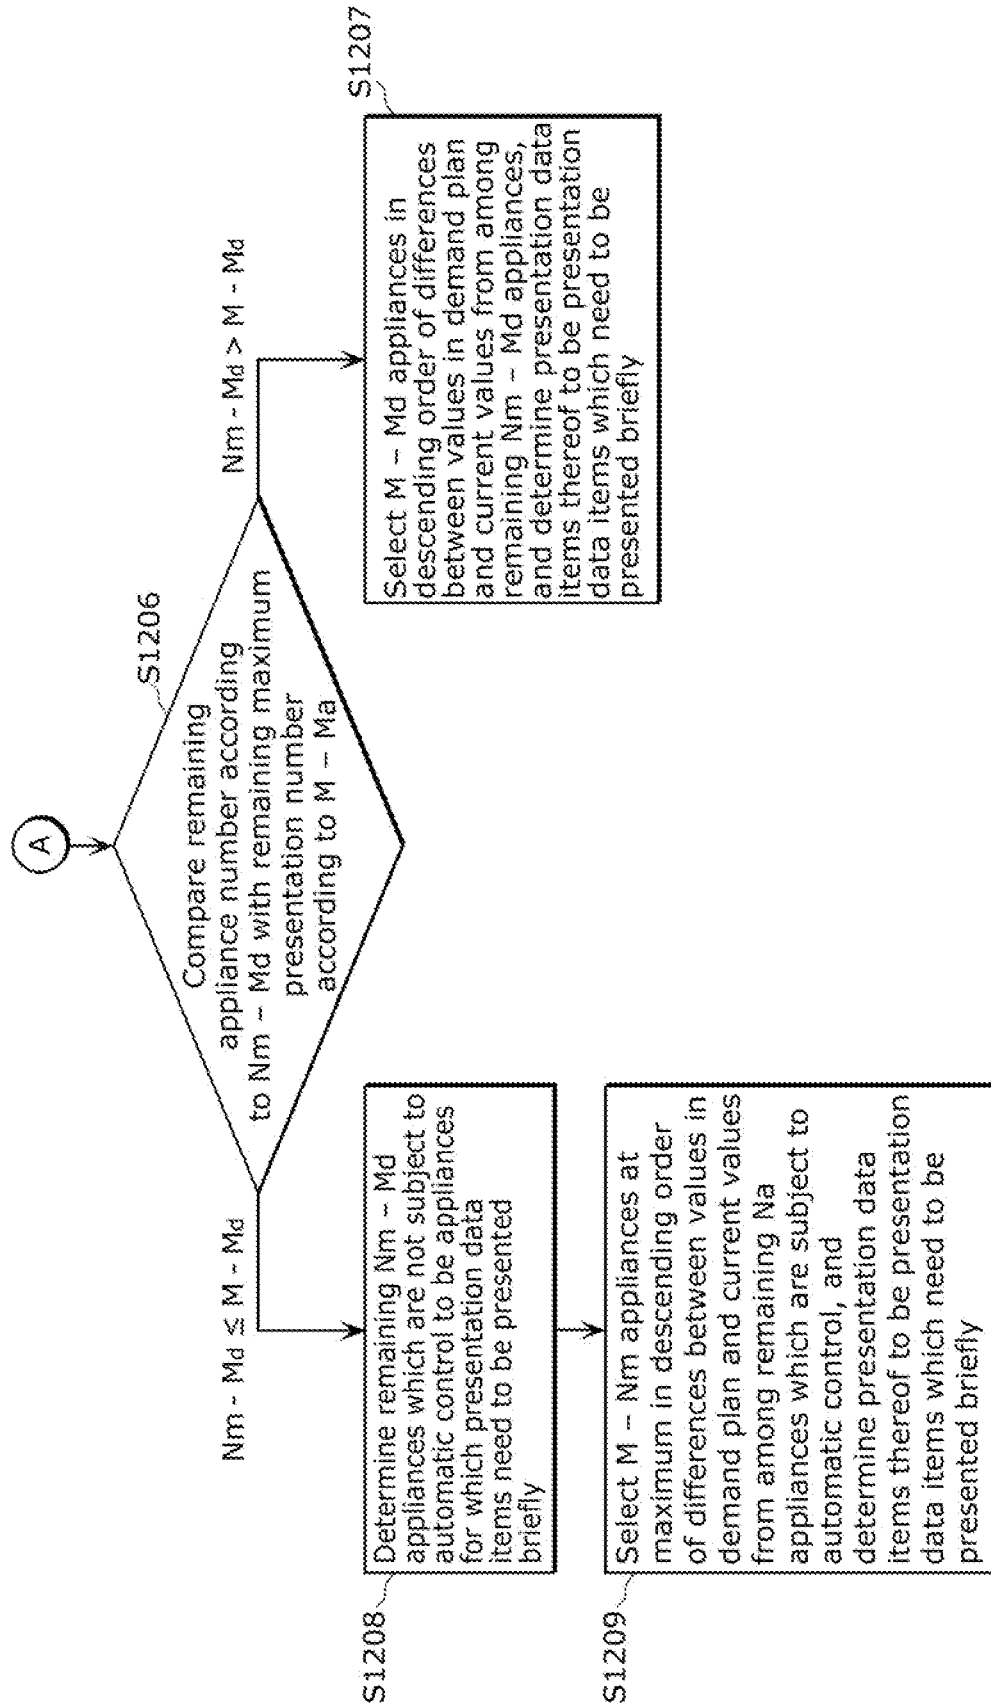 A
S1206
Compare remaining
appliance number according
to Nm – Md with remaining maximum
presentation number
according to M – Ma
Nm - Md ≤ M - Md
Nm - Md > M - Md
S1208
Determine remaining Nm – Md
appliances which are not subject to
automatic control to be appliances
for which presentation data
items need to be presented
briefly
S1207
Select M – Md appliances in
descending order of differences
between values in demand plan
and current values from among
remaining Nm – Md appliances,
and determine presentation data
items thereof to be presentation
data items which need to be
presented briefly
S1209
Select M – Nm appliances at
maximum in descending order
of differences between values in
demand plan and current values
from among remaining Na
appliances which are subject to
automatic control, and
determine presentation data
items thereof to be presentation
data items which need to be
presented briefly